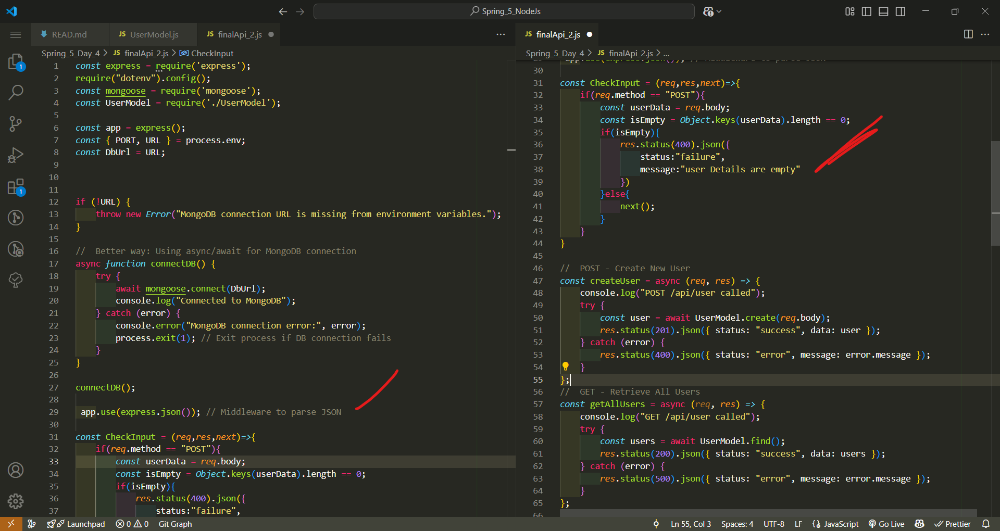 Spring_5_NodeJs
READ.md
JS UserModel.js
JS finalApi_2.js
Spring_5_Day_4 > JS finalApi_2.js > CheckInput
1 const express = require('express');
2 require("dotenv").config();
3 const mongoose = require('mongoose');
4 const UserModel = require('./UserModel');
5
6 const app = express();
7 const { PORT, URL } = process.env;
8 const DbUrl = URL;
9
10
11
12 if (!URL) {
13 throw new Error("MongoDB connection URL is missing from environment variables.");
14 }
15
16 // Better way: Using async/await for MongoDB connection
17 async function connectDB() {
18 try {
19 await mongoose.connect(DbUrl);
20 console.log("Connected to MongoDB");
21 } catch (error) {
22 console.error("MongoDB connection error:", error);
23 process.exit(1); // Exit process if DB connection fails
24 }
25 }
26
27 connectDB();
28
29 app.use(express.json()); // Middleware to parse JSON
30
31 const CheckInput = (req,res,next)=>{
32 if(req.method == "POST"){
33 const userData = req.body;
34 const isEmpty = Object.keys(userData).length == 0;
35 if(isEmpty){
36 res.status(400).json({
37 status:"failure",
JS finalApi_2.js
Spring_5_Day_4 > JS finalApi_2.js > ...
29 app.use(express.json()); // Middleware to parse JSON
30
31 const CheckInput = (req,res,next)=>{
32 if(req.method == "POST"){
33 const userData = req.body;
34 const isEmpty = Object.keys(userData).length == 0;
35 if(isEmpty){
36 res.status(400).json({
37 status:"failure",
38 message:"user Details are empty"
39 })
40 }else{
41 next();
42 }
43 }
44 }
45
46 // POST - Create New User
47 const createUser = async (req, res) => {
48 console.log("POST /api/user called");
49 try {
50 const user = await UserModel.create(req.body);
51 res.status(201).json({ status: "success", data: user });
52 } catch (error) {
53 res.status(400).json({ status: "error", message: error.message });
54 }
55 };
56 // GET - Retrieve All Users
57 const getAllUsers = async (req, res) => {
58 console.log("GET /api/user called");
59 try {
60 const users = await UserModel.find();
61 res.status(200).json({ status: "success", data: users });
62 } catch (error) {
63 res.status(500).json({ status: "error", message: error.message });
64 }
65 };
66
1
1
Launchpad 0 0 Git Graph Ln 55, Col 3 Spaces: 4 UTF-8 LF {} JavaScript Go Live Prettier